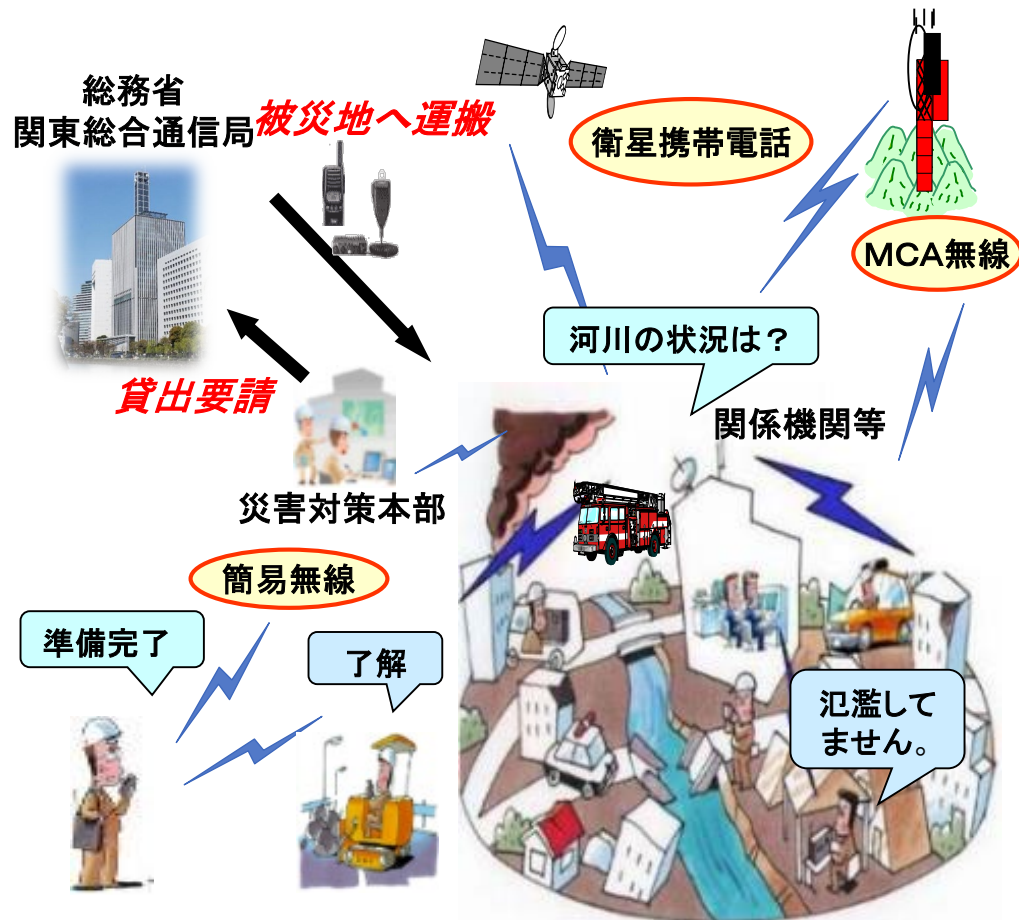 総務省
関東総合通信局
被災地へ運搬
衛星携帯電話
MCA無線
河川の状況は?
貸出要請
関係機関等
災害対策本部
簡易無線
準備完了
了解
氾濫して
ません。